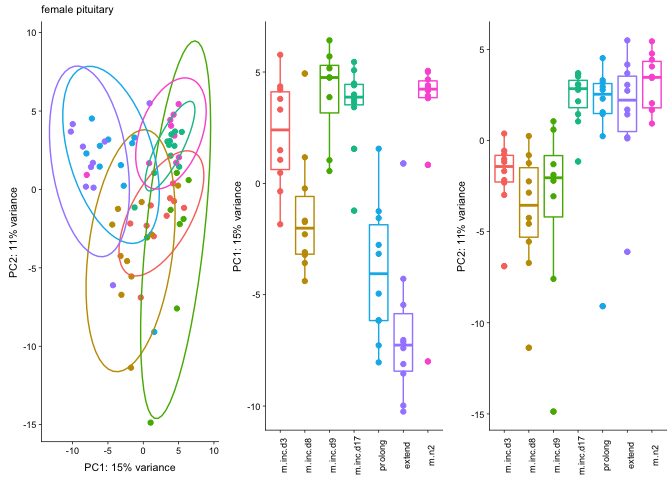 female pituitary
PC2: 11% variance
10
5
0
-5
-10
-15
-10
-5
0
5
10
PC1: 15% variance
PC1: 15% variance
5
0
-5
-10
m.inc.d3
m.inc.d8
m.inc.d9
m.inc.d17
prolong
extend
m.n2
PC2: 11% variance
5
0
-5
-10
-15
m.inc.d3
m.inc.d8
m.inc.d9
m.inc.d17
prolong
extend
m.n2